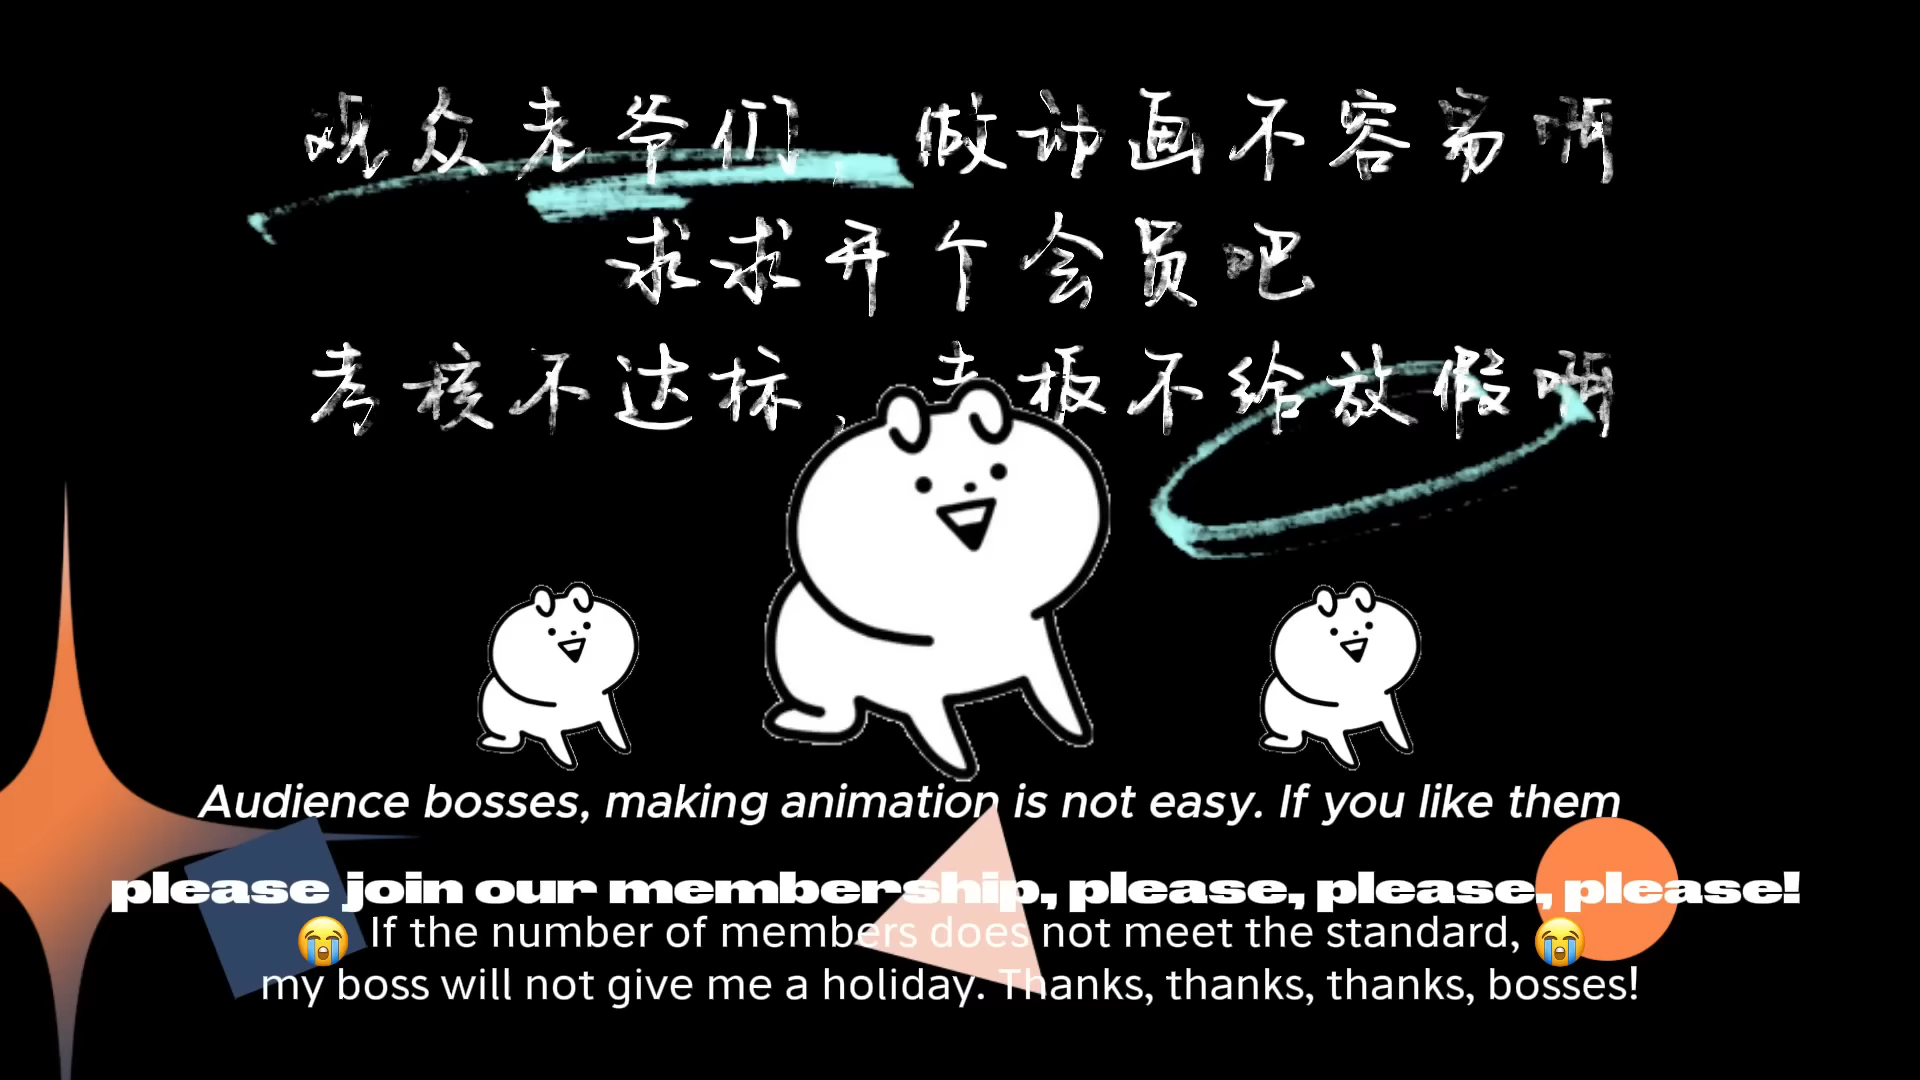 观众老爷们，做动画不容易啊
求求开个会员吧
考核不达标，老板不给放假啊
Audience bosses, making animation is not easy. If you like them
please join our membership, please, please, please!
😭 If the number of members does not meet the standard, 😭
my boss will not give me a holiday. Thanks, thanks, thanks, bosses!